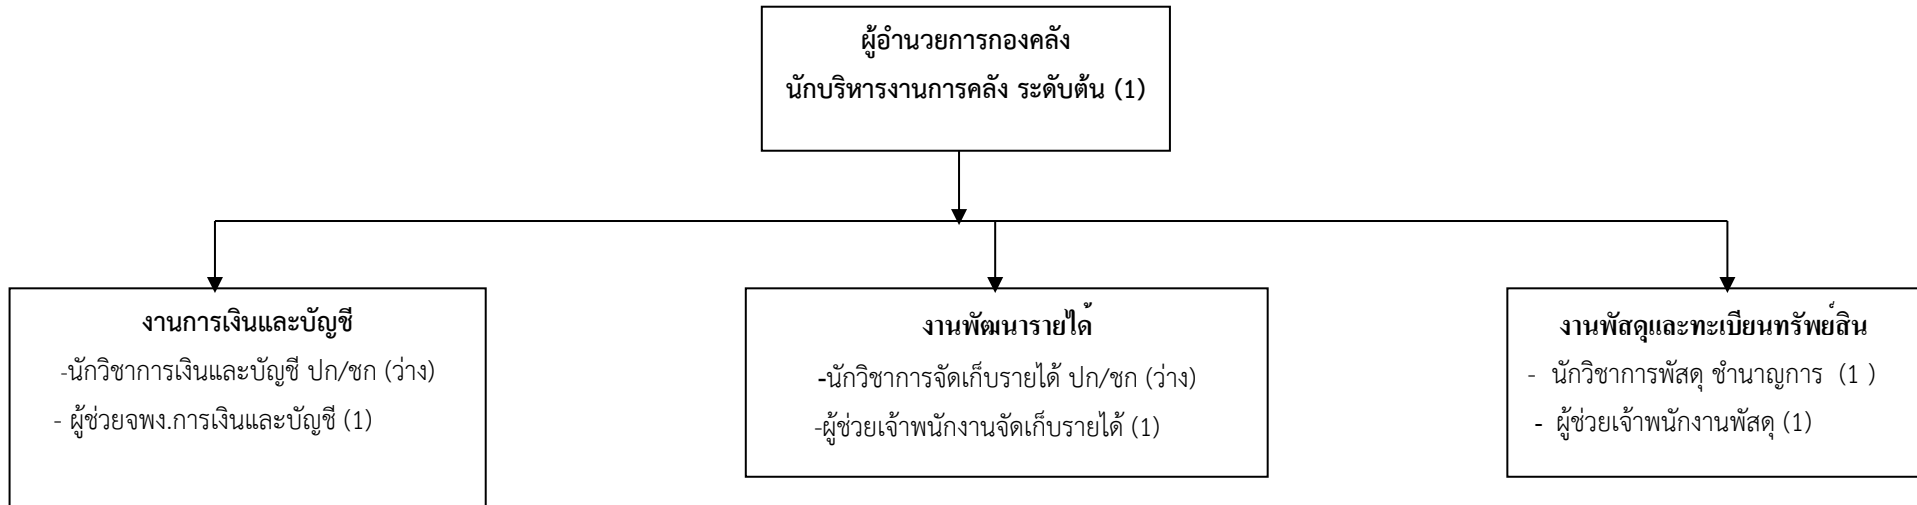 ผู้อำนวยการกองคลัง
นักบริหารงานการคลัง ระดับต้น (1)
งานการเงินและบัญชี
-นักวิชาการเงินและบัญชี ปก/ชก (ว่าง)
- ผู้ช่วยจพง.การเงินและบัญชี (1)
งานพัฒนารายได้
-นักวิชาการจัดเก็บรายได้ ปก/ชก (ว่าง)
-ผู้ช่วยเจ้าพนักงานจัดเก็บรายได้ (1)
งานพัสดุและทะเบียนทรัพย์สิน
- นักวิชาการพัสดุ ชำนาญการ (1 )
- ผู้ช่วยเจ้าพนักงานพัสดุ (1)